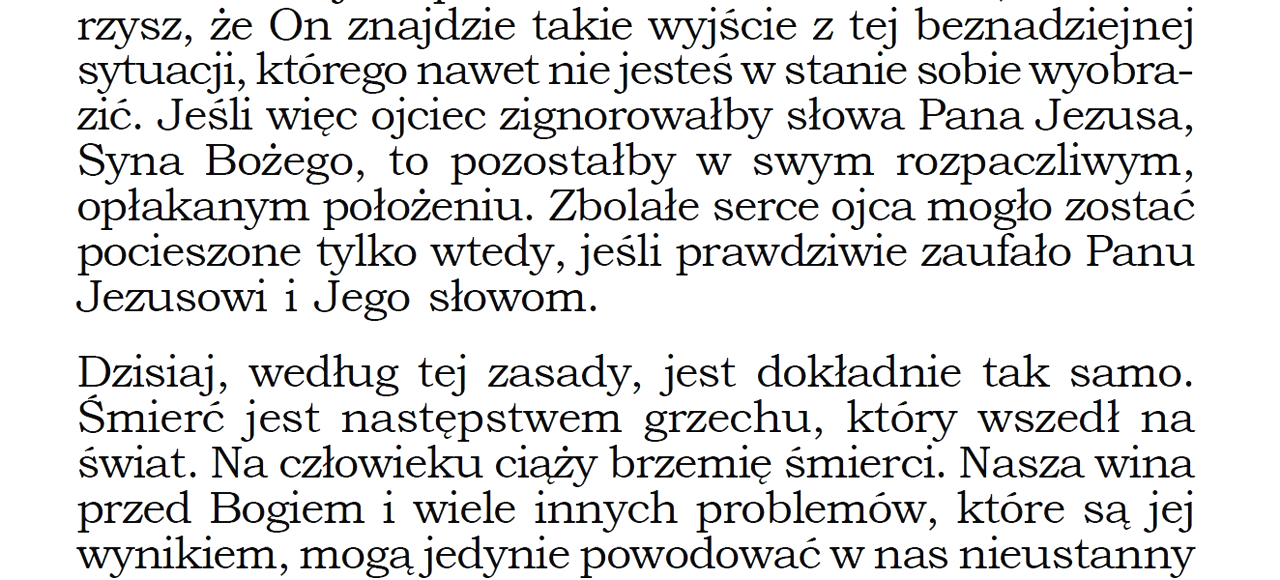 rzysz, że On znajdzie takie wyjście z tej beznadziejnej
sytuacji, którego nawet nie jesteś w stanie sobie wyobra-
zić. Jeśli więc ojciec zignorowałby słowa Pana Jezusa,
Syna Bożego, to pozostałby w swym rozpaczliwym,
opłakanym położeniu. Zbolałe serce ojca mogło zostać
pocieszone tylko wtedy, jeśli prawdziwie zaufało Panu
Jezusowi i Jego słowom.
Dzisiaj, według tej zasady, jest dokładnie tak samo.
Śmierć jest następstwem grzechu, który wszedł na
świat. Na człowieku ciąży brzemię śmierci. Nasza wina
przed Bogiem i wiele innych problemów, które są jej
wynikiem, mogą jedynie powodować w nas nieustanny